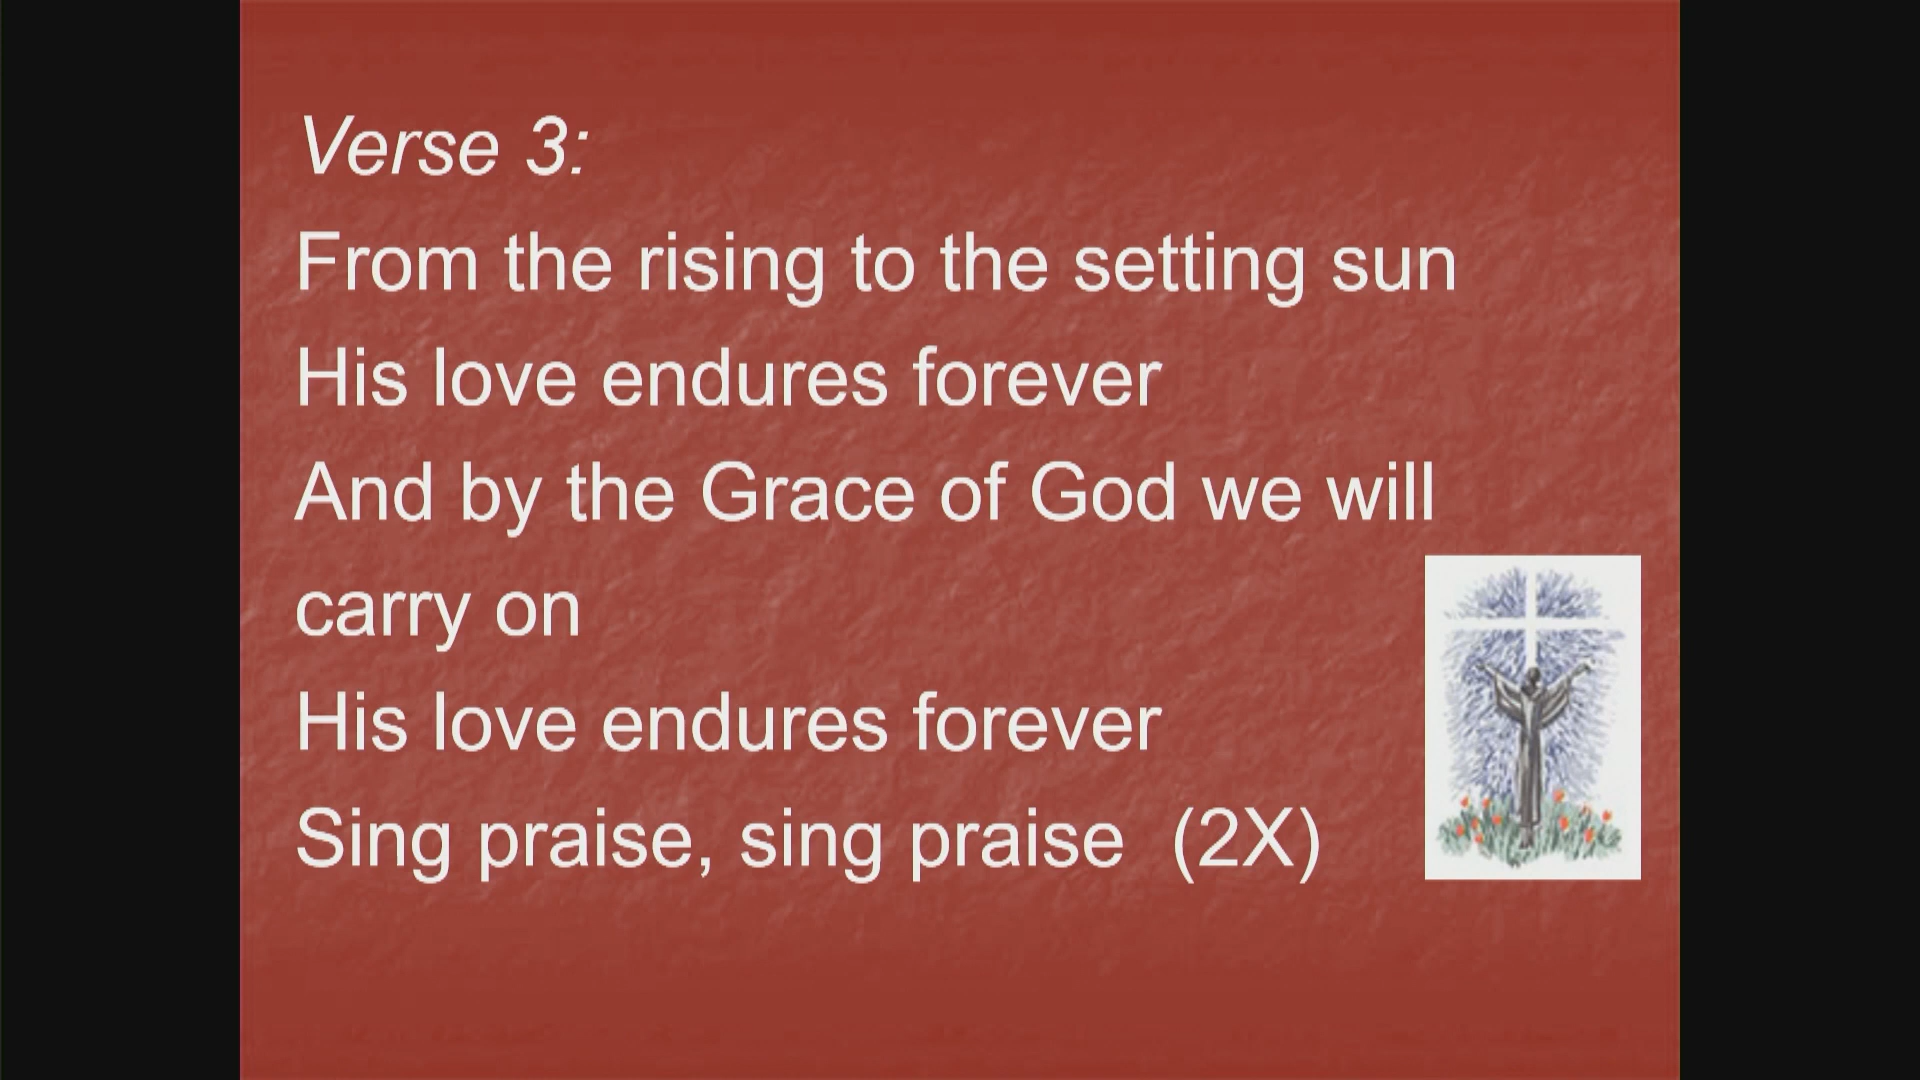 Verse 3:
From the rising to the setting sun
His love endures forever
And by the Grace of God we will
carry on
His love endures forever
Sing praise, sing praise  (2X)